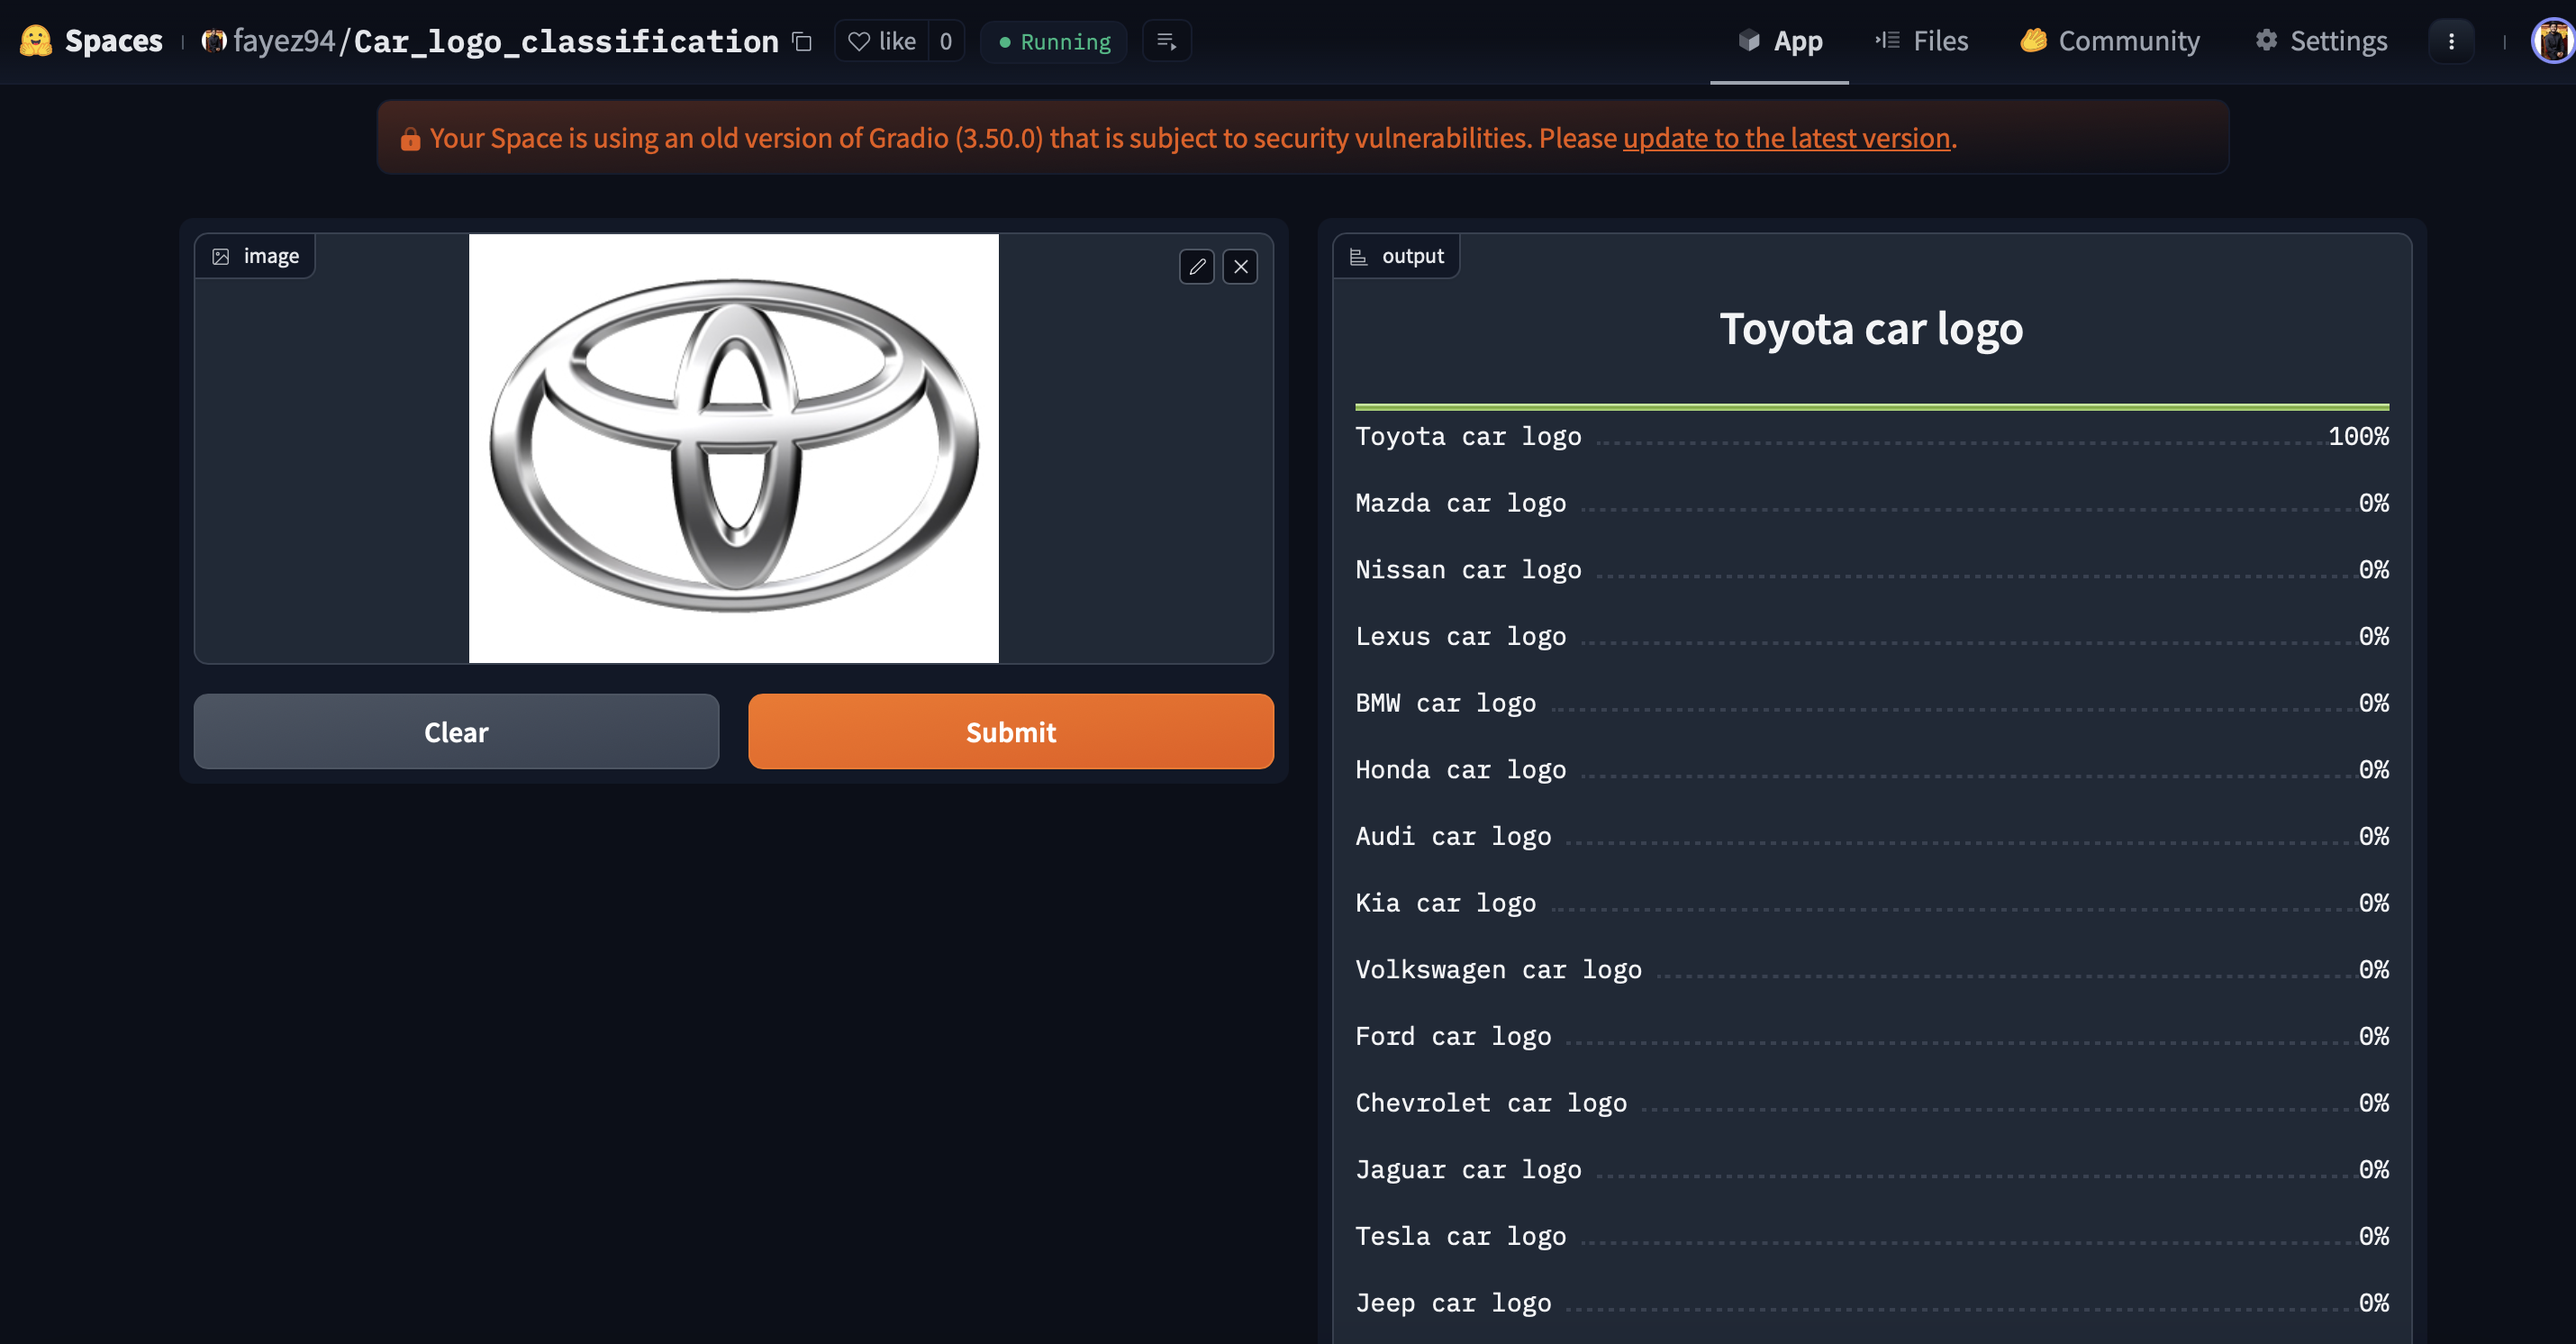 Spaces
fayez94/Car_logo_classification
like 0
Running
App
Files
Community
Settings
Your Space is using an old version of Gradio (3.50.0) that is subject to security vulnerabilities. Please update to the latest version.
image
Clear
Submit
output
Toyota car logo
Toyota car logo 100%
Mazda car logo 0%
Nissan car logo 0%
Lexus car logo 0%
BMW car logo 0%
Honda car logo 0%
Audi car logo 0%
Kia car logo 0%
Volkswagen car logo 0%
Ford car logo 0%
Chevrolet car logo 0%
Jaguar car logo 0%
Tesla car logo 0%
Jeep car logo 0%